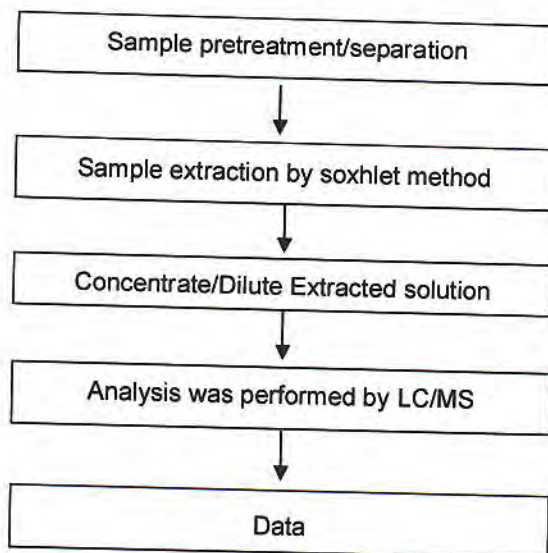 Sample pretreatment/separation
Sample extraction by soxhlet method
Concentrate/Dilute Extracted solution
Analysis was performed by LC/MS
Data